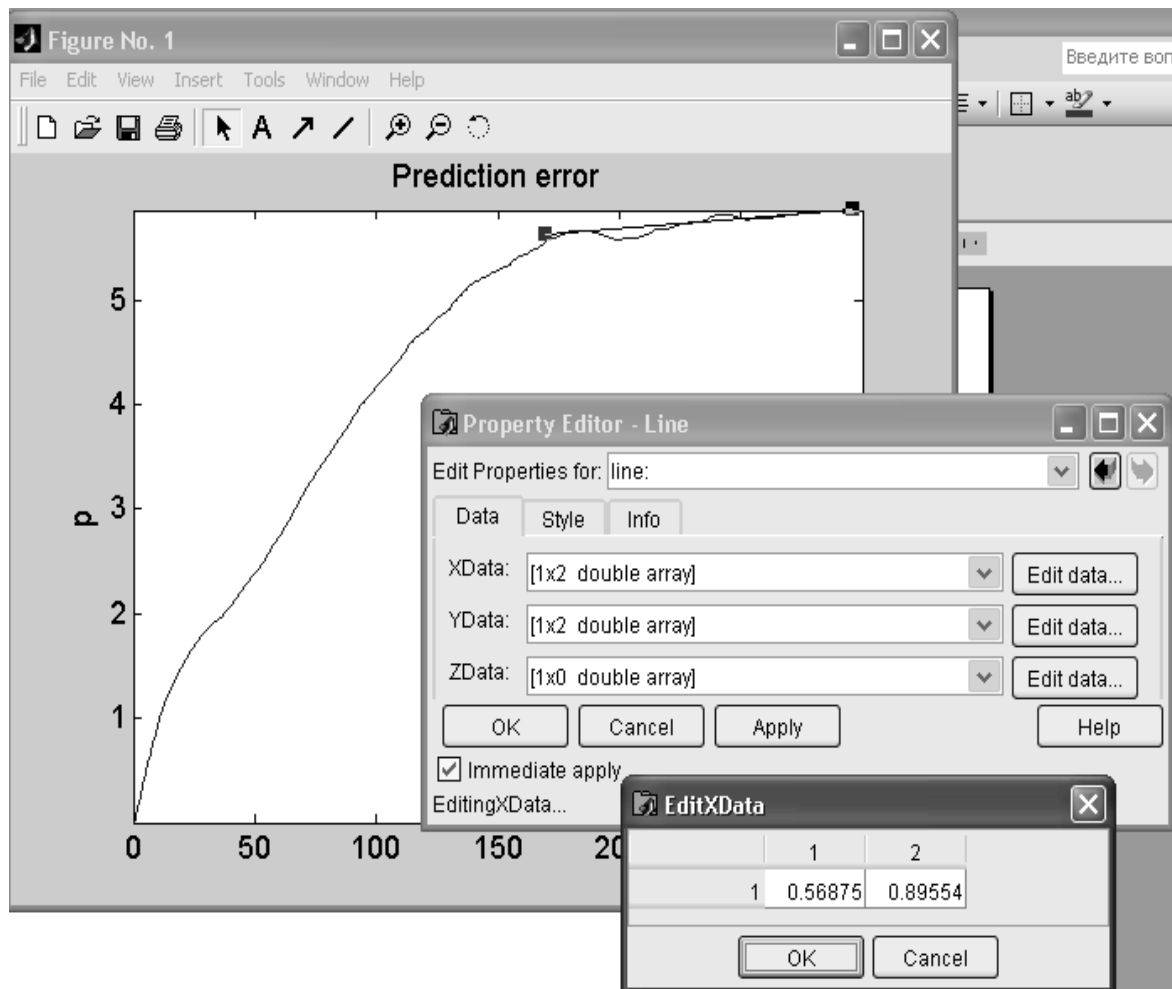 Figure No. 1
Введите воп
File Edit View Insert Tools Window Help
A
ab
Prediction error
5
4
3
2
1
p
0 50 100 150 20
Property Editor - Line
Edit Properties for: line:
Data Style Info
XData: [1x2 double array] Edit data...
YData: [1x2 double array] Edit data...
ZData: [1x0 double array] Edit data...
OK Cancel Apply Help
Immediate apply
EditingXData...
EditXData
1 2
1 0.56875 0.89554
OK Cancel